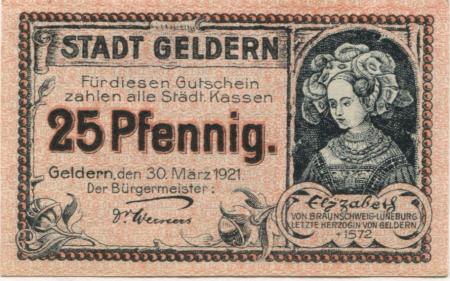 STADT GELDERN
Für diesen Gutschein
zahlen alle Städt. Kassen
25 Pfennig.
Geldern, den 30. März 1921.
Der Bürgermeister:
Elizabeth
VON BRAUNSCHWEIG-LÜNEBURG
LETZTE HERZOGIN VON GELDERN
+ 1572